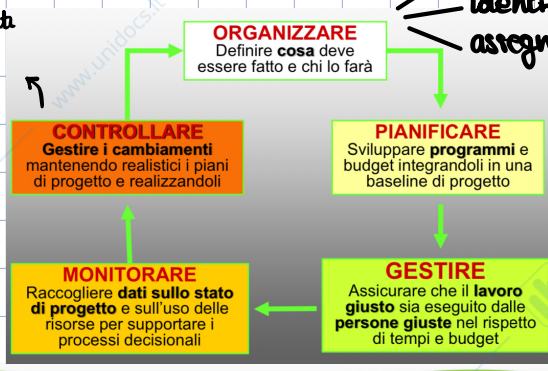 ORGANIZZARE
Definire cosa deve
essere fatto e chi lo farà
CONTROLLARE
Gestire i cambiamenti
mantenendo realistici i piani
di progetto e realizzandoli
PIANIFICARE
Sviluppare programmi e
budget integrandoli in una
baseline di progetto
MONITORARE
Raccogliere dati sullo stato
di progetto e sull'uso delle
risorse per supportare i
processi decisionali
GESTIRE
Assicurare che il lavoro
giusto sia eseguito dalle
persone giuste nel rispetto
di tempi e budget
www.unidocs.it